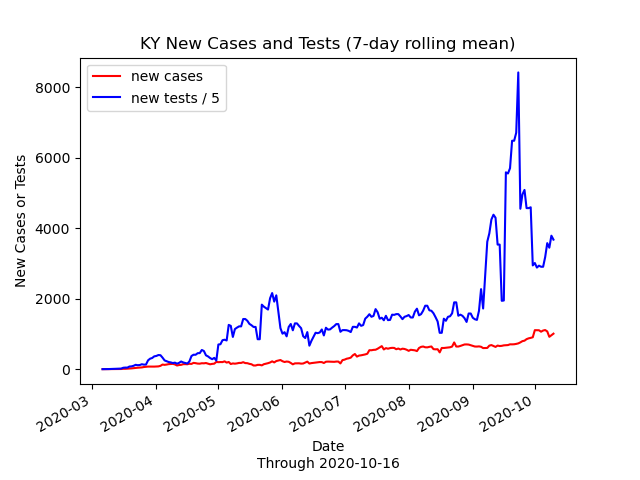 KY New Cases and Tests (7-day rolling mean)
new cases
new tests / 5
New Cases or Tests
8000
6000
4000
2000
0
2020-03
2020-04
2020-05
2020-06
2020-07
2020-08
2020-09
2020-10
Date
Through 2020-10-16